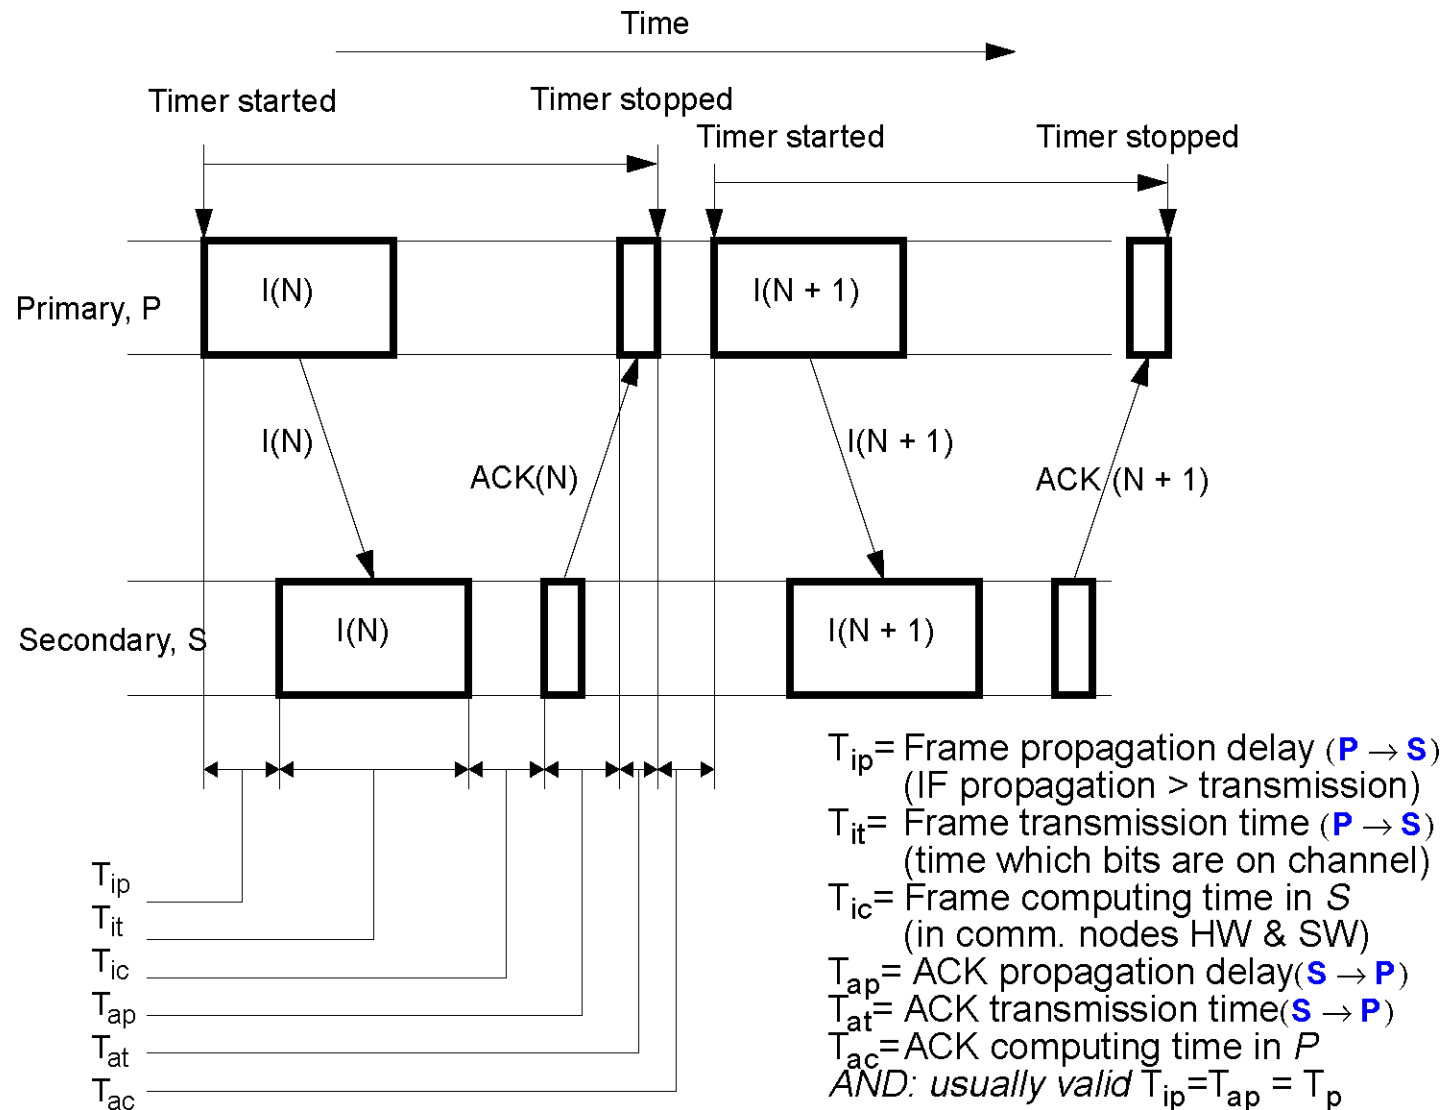 Time
Timer started
Timer stopped
Timer started
Timer stopped
Primary, P
I(N)
I(N + 1)
I(N)
ACK(N)
I(N + 1)
ACK (N + 1)
Secondary, S
I(N)
I(N + 1)
Tip
Tit
Tic
Tap
Tat
Tac
Tip= Frame propagation delay (P → S)
(IF propagation > transmission)
Tit= Frame transmission time (P → S)
(time which bits are on channel)
Tic= Frame computing time in S
(in comm. nodes HW & SW)
Tap= ACK propagation delay(S → P)
Tat= ACK transmission time(S → P)
Tac=ACK computing time in P
AND: usually valid Tip=Tap = Tp